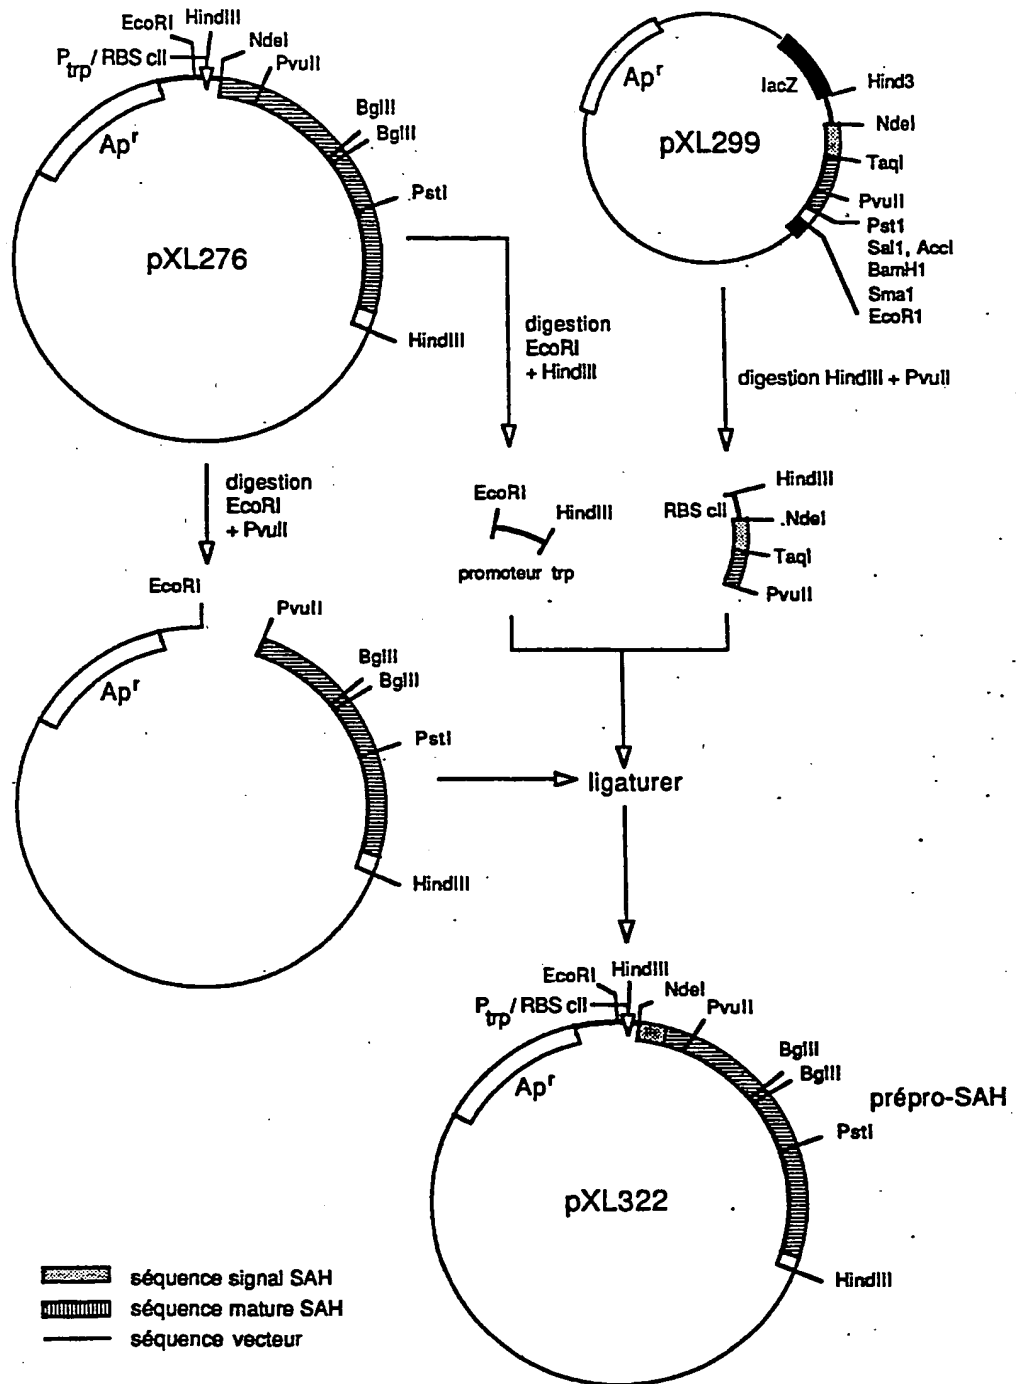 EcoRI
HindIII
NdeI
Ptrp/ RBS cII
PvuII
BglII
BglII
Apr
PstI
pXL276
HindIII
Apr
lacZ
Hind3
NdeI
pXL299
TaqI
PvuII
Pst1
Sal1, AccI
BamH1
Sma1
EcoR1
digestion
EcoRI
+ HindIII
digestion HindIII + PvuII
digestion
EcoRI
+ PvuII
EcoRI
HindIII
promoteur trp
HindIII
RBS cII
NdeI
TaqI
PvuII
EcoRI
PvuII
BglII
BglII
Apr
PstI
HindIII
ligaturer
EcoRI
HindIII
NdeI
Ptrp/ RBS cII
PvuII
BglII
BglII
Apr
prépro-SAH
PstI
pXL322
HindIII
séquence signal SAH
séquence mature SAH
séquence vecteur